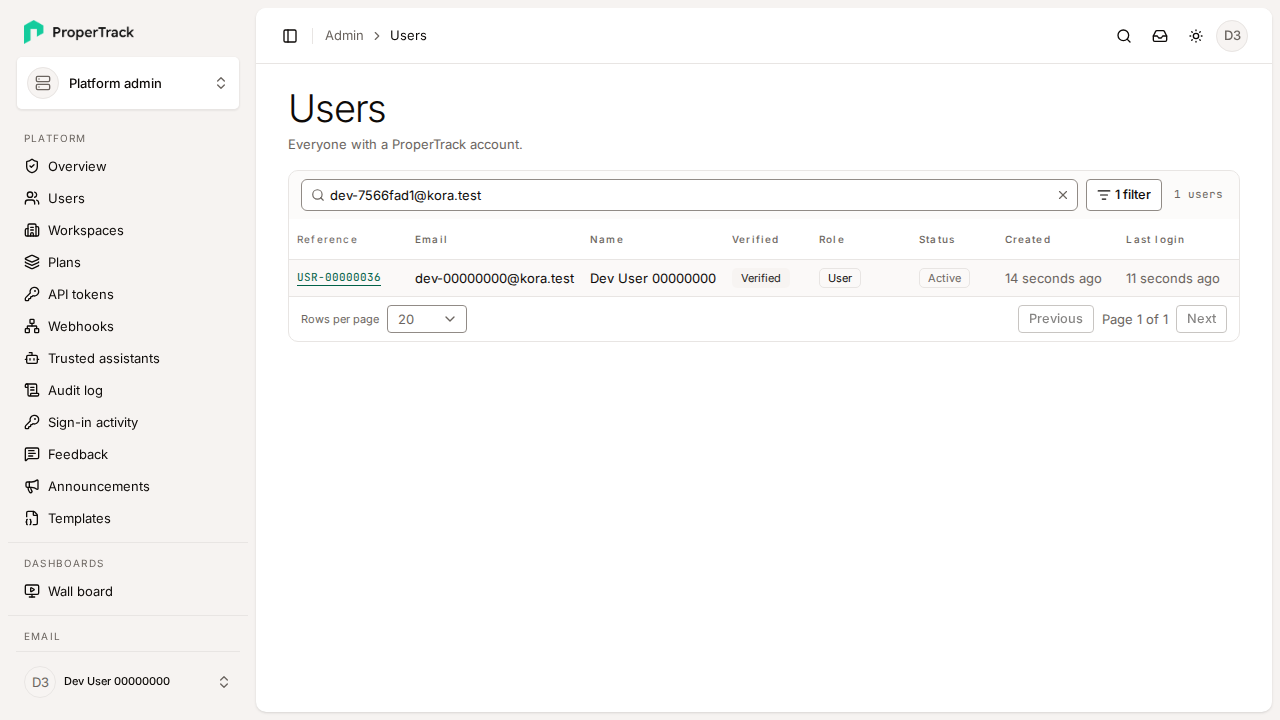 ProperTrack
Platform admin
PLATFORM
Overview
Users
Workspaces
Plans
API tokens
Webhooks
Trusted assistants
Audit log
Sign-in activity
Feedback
Announcements
Templates
DASHBOARDS
Wall board
EMAIL
D3 Dev User 00000000
Admin > Users
D3
Users
Everyone with a ProperTrack account.
dev-7566fad1@kora.test 1 filter 1 users
Reference Email Name Verified Role Status Created Last login
USR-00000036 dev-00000000@kora.test Dev User 00000000 Verified User Active 14 seconds ago 11 seconds ago
Rows per page 20 Previous Page 1 of 1 Next